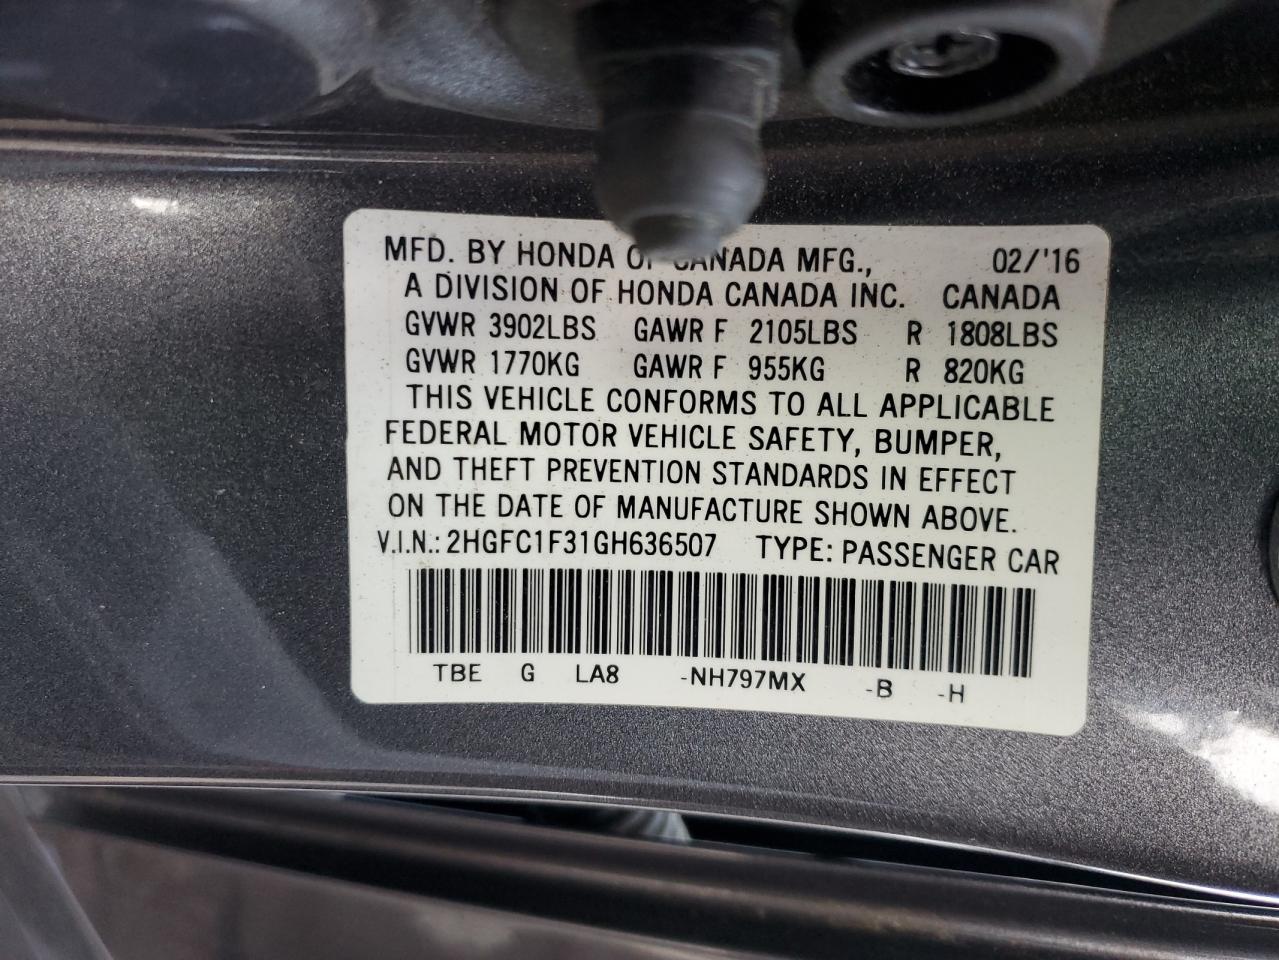 MFD. BY HONDA OF CANADA MFG., 02/'16
A DIVISION OF HONDA CANADA INC. CANADA
GVWR 3902LBS GAWR F 2105LBS R 1808LBS
GVWR 1770KG GAWR F 955KG R 820KG
THIS VEHICLE CONFORMS TO ALL APPLICABLE
FEDERAL MOTOR VEHICLE SAFETY, BUMPER,
AND THEFT PREVENTION STANDARDS IN EFFECT
ON THE DATE OF MANUFACTURE SHOWN ABOVE.
V.I.N.: 2HGFC1F31GH636507 TYPE: PASSENGER CAR
TBE G LA8 -NH797MX -B -H